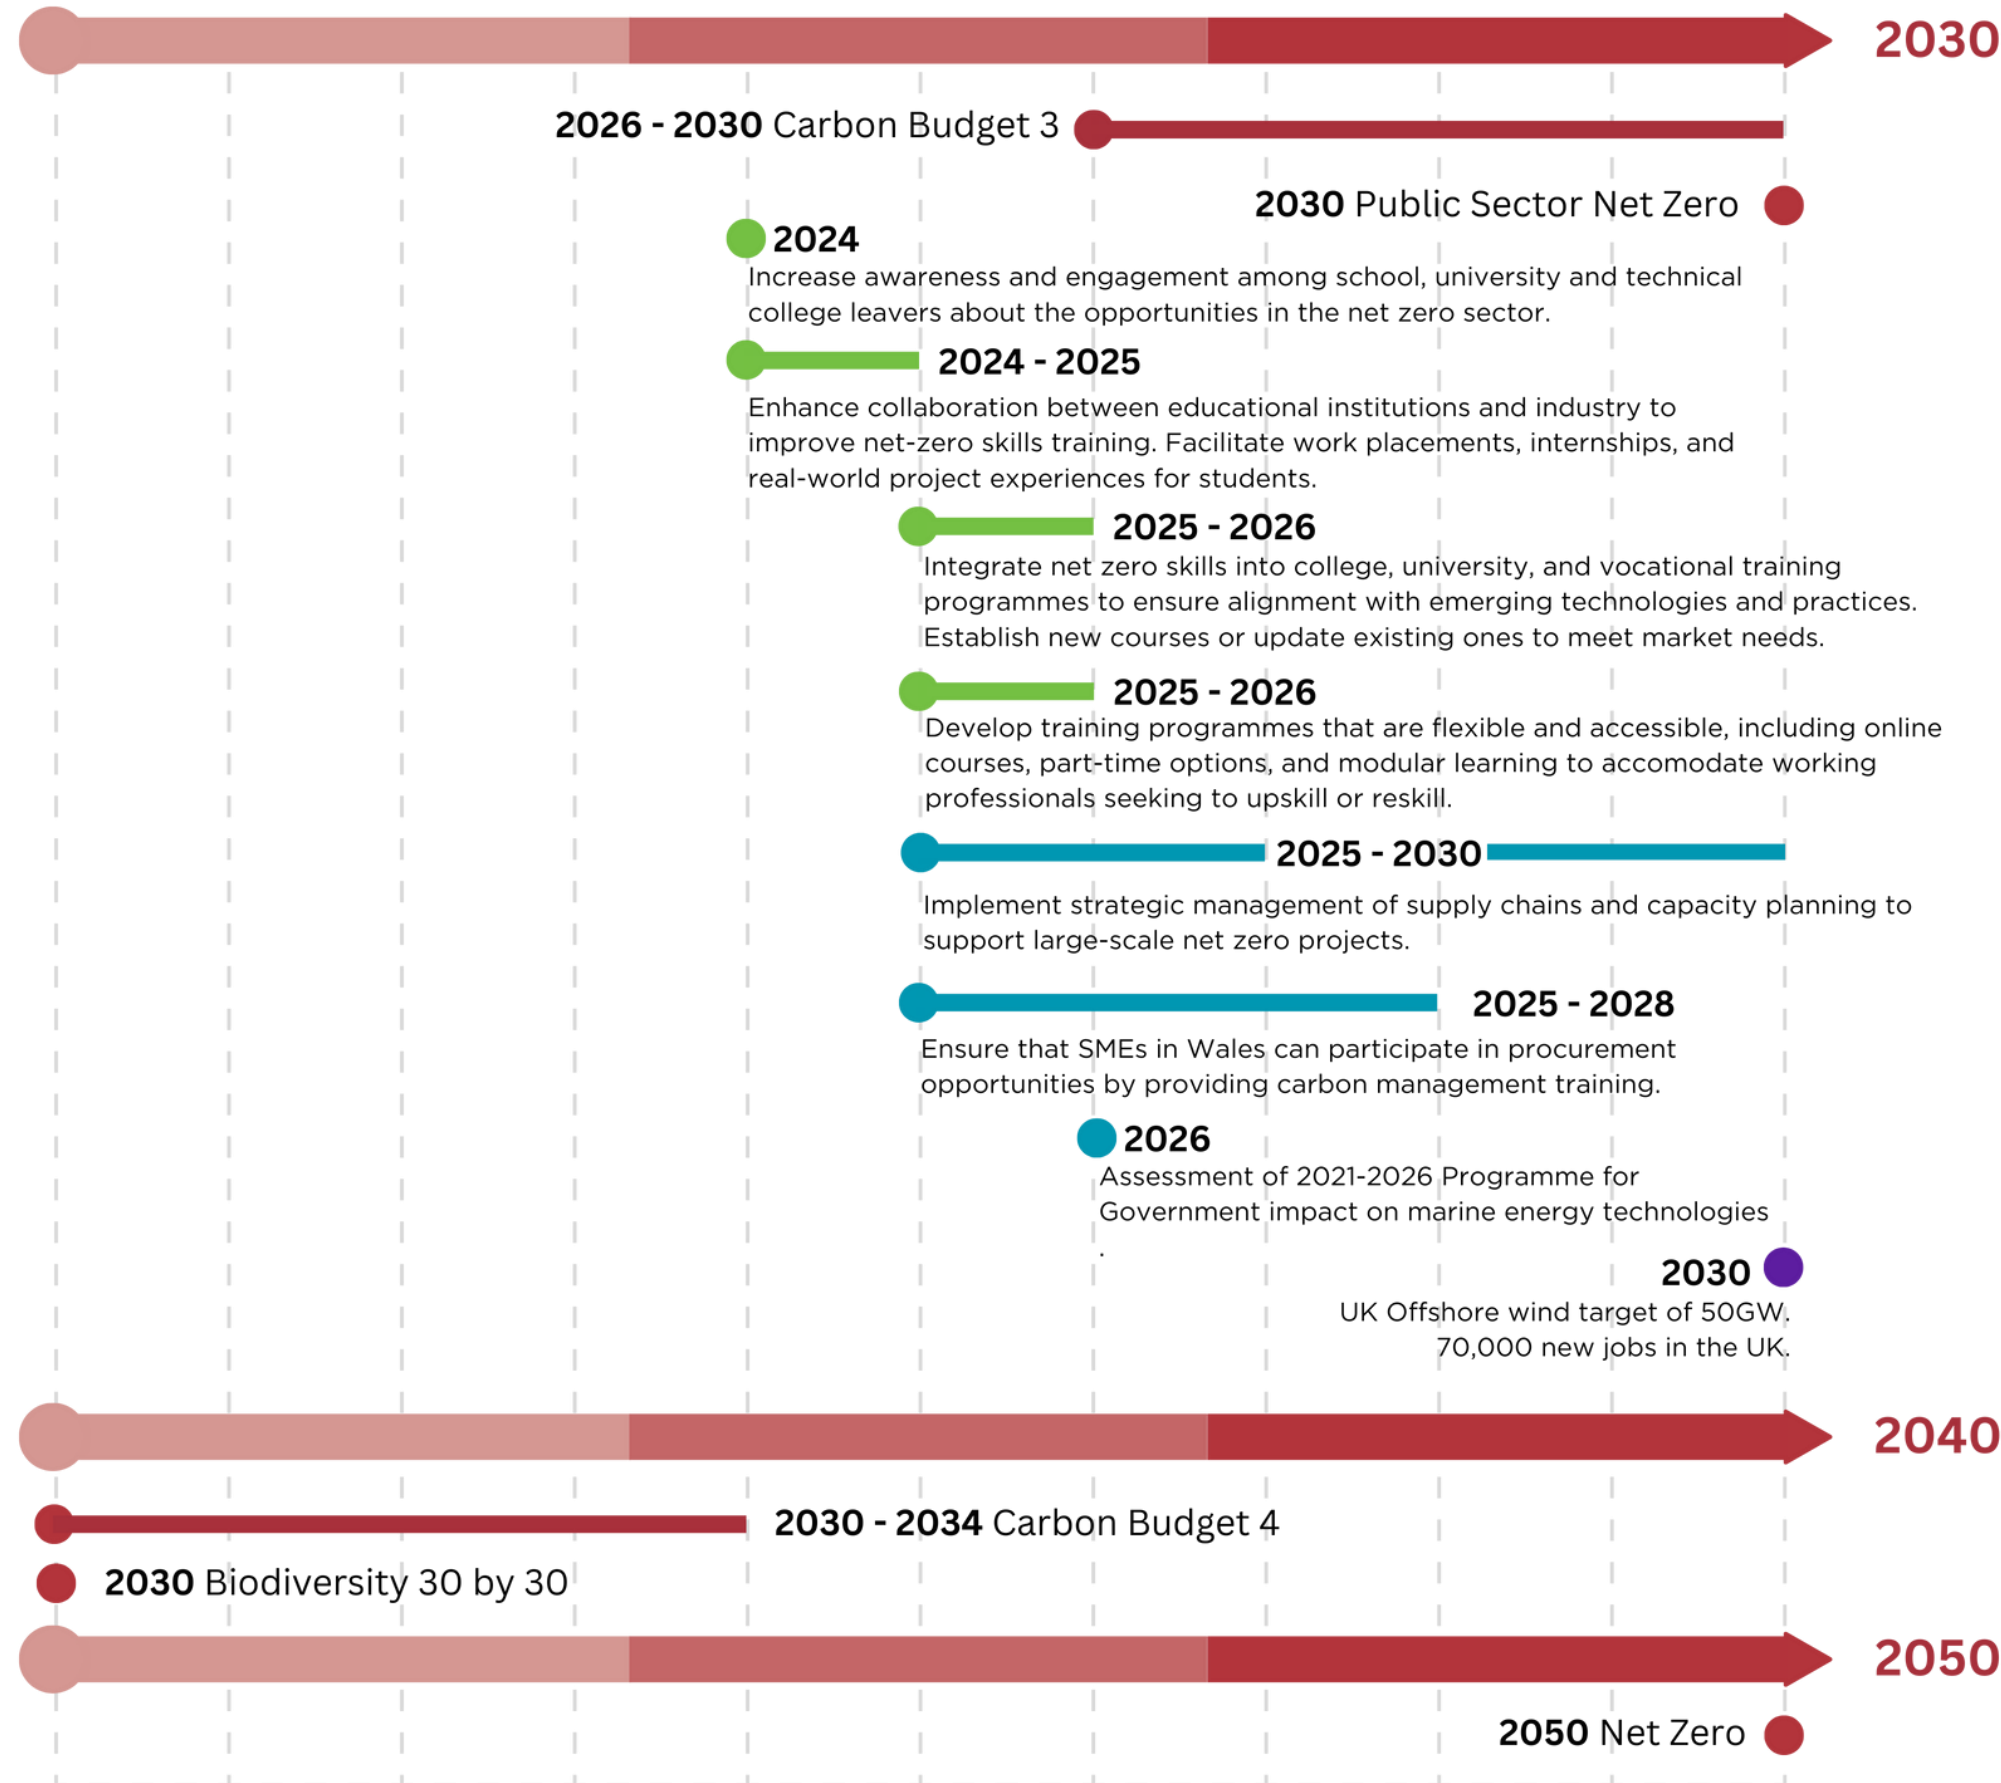 2030
2026 - 2030 Carbon Budget 3
2030 Public Sector Net Zero
2024
Increase awareness and engagement among school, university and technical
college leavers about the opportunities in the net zero sector.
2024 - 2025
Enhance collaboration between educational institutions and industry to
improve net-zero skills training. Facilitate work placements, internships, and
real-world project experiences for students.
2025 - 2026
Integrate net zero skills into college, university, and vocational training
programmes to ensure alignment with emerging technologies and practices.
Establish new courses or update existing ones to meet market needs.
2025 - 2026
Develop training programmes that are flexible and accessible, including online
courses, part-time options, and modular learning to accomodate working
professionals seeking to upskill or reskill.
2025 - 2030
Implement strategic management of supply chains and capacity planning to
support large-scale net zero projects.
2025 - 2028
Ensure that SMEs in Wales can participate in procurement
opportunities by providing carbon management training.
2026
Assessment of 2021-2026 Programme for
Government impact on marine energy technologies
.
2030
UK Offshore wind target of 50GW.
70,000 new jobs in the UK.
2040
2030 - 2034 Carbon Budget 4
2030 Biodiversity 30 by 30
2050
2050 Net Zero